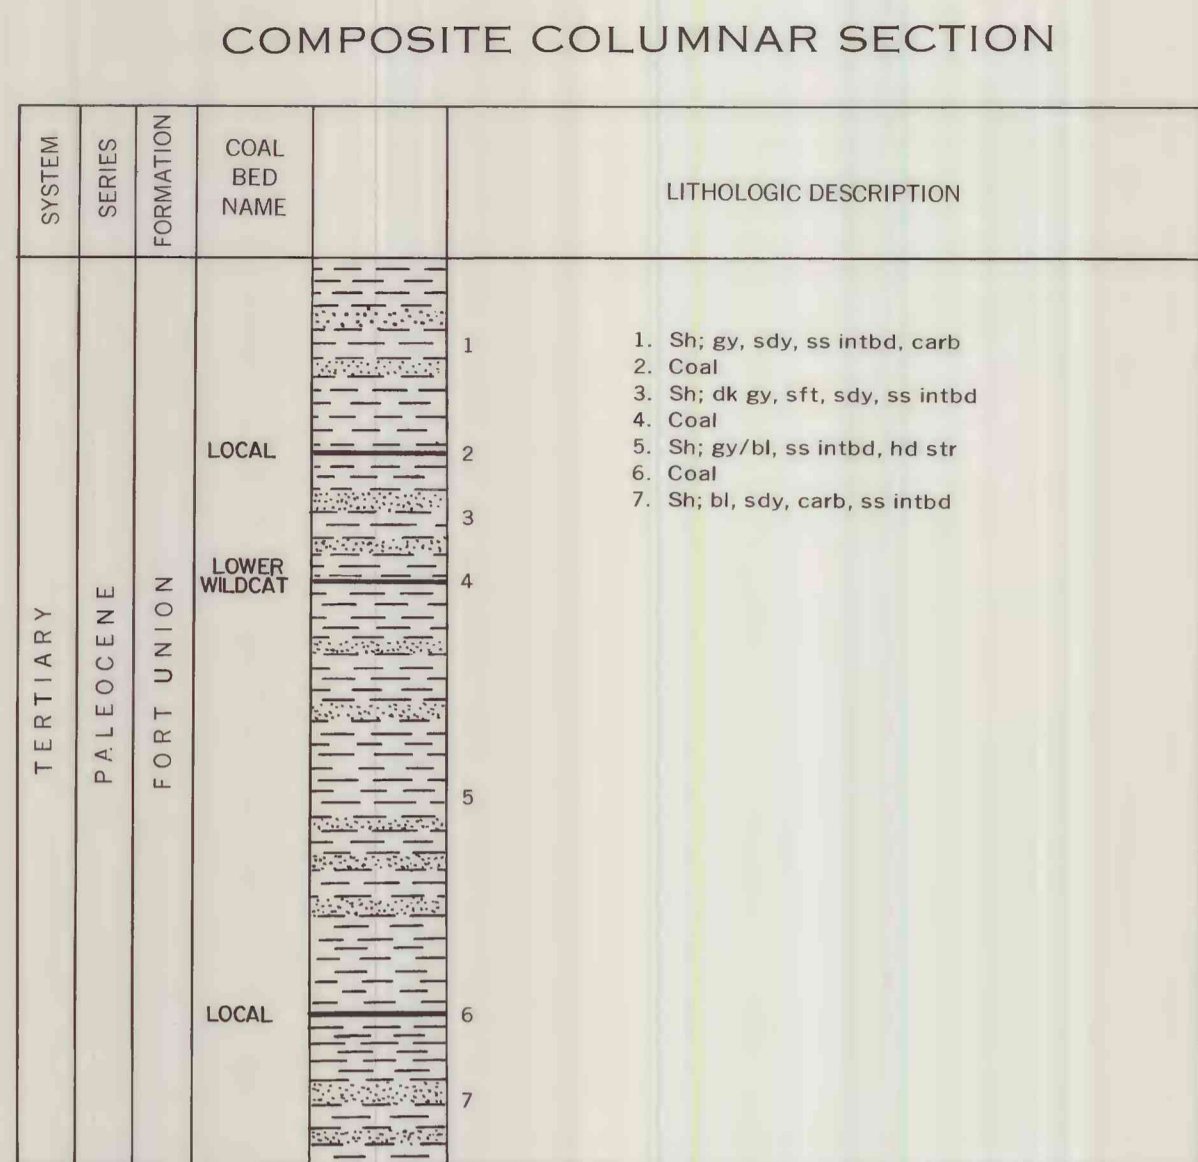 COMPOSITE COLUMNAR SECTION
SYSTEM
SERIES
FORMATION
COAL
BED
NAME
LITHOLOGIC DESCRIPTION
TERTIARY
PALEOCENE
FORT UNION
1
1. Sh; gy, sdy, ss intbd, carb
2. Coal
3. Sh; dk gy, sft, sdy, ss intbd
4. Coal
5. Sh; gy/bl, ss intbd, hd str
6. Coal
7. Sh; bl, sdy, carb, ss intbd
LOCAL
2
3
LOWER
WILDCAT
4
5
LOCAL
6
7